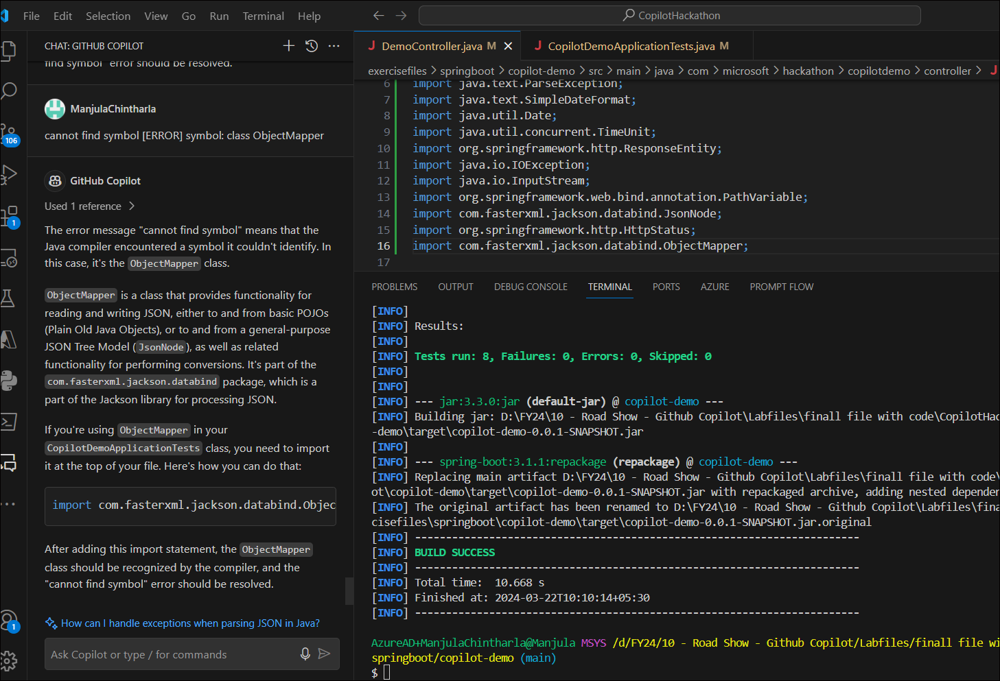 File Edit Selection View Go Run Terminal Help
CopilotHackathon
CHAT: GITHUB COPILOT
find symbol" error should be resolved.
ManjulaChintharla
cannot find symbol [ERROR] symbol: class ObjectMapper
GitHub Copilot
Used 1 reference
The error message "cannot find symbol" means that the
Java compiler encountered a symbol it couldn't identify. In
this case, it's the ObjectMapper class.
ObjectMapper is a class that provides functionality for
reading and writing JSON, either to and from basic POJOs
(Plain Old Java Objects), or to and from a general-purpose
JSON Tree Model (JsonNode), as well as related
functionality for performing conversions. It's part of the
com.fasterxml.jackson.databind package, which is a
part of the Jackson library for processing JSON.
If you're using ObjectMapper in your
CopilotDemoApplicationTests class, you need to import
it at the top of your file. Here's how you can do that:
import com.fasterxml.jackson.databind.Objec
After adding this import statement, the ObjectMapper
class should be recognized by the compiler, and the
"cannot find symbol" error should be resolved.
How can I handle exceptions when parsing JSON in Java?
Ask Copilot or type / for commands
106
1
1
J DemoController.java M
J CopilotDemoApplicationTests.java M
exercisefiles > springboot > copilot-demo > src > main > java > com > microsoft > hackathon > copilotdemo > controller > J
6 import java.text.ParseException;
7 import java.text.SimpleDateFormat;
8 import java.util.Date;
9 import java.util.concurrent.TimeUnit;
10 import org.springframework.http.ResponseEntity;
11 import java.io.IOException;
12 import java.io.InputStream;
13 import org.springframework.web.bind.annotation.PathVariable;
14 import com.fasterxml.jackson.databind.JsonNode;
15 import org.springframework.http.HttpStatus;
16 import com.fasterxml.jackson.databind.ObjectMapper;
17
PROBLEMS OUTPUT DEBUG CONSOLE TERMINAL PORTS AZURE PROMPT FLOW
[INFO]
[INFO] Results:
[INFO]
[INFO] Tests run: 8, Failures: 0, Errors: 0, Skipped: 0
[INFO]
[INFO]
[INFO] --- jar:3.3.0:jar (default-jar) @ copilot-demo ---
[INFO] Building jar: D:\FY24\10 - Road Show - Github Copilot\Labfiles\finall file with code\CopilotHac
-demo\target\copilot-demo-0.0.1-SNAPSHOT.jar
[INFO]
[INFO] --- spring-boot:3.1.1:repackage (repackage) @ copilot-demo ---
[INFO] Replacing main artifact D:\FY24\10 - Road Show - Github Copilot\Labfiles\finall file with code\
ot\copilot-demo\target\copilot-demo-0.0.1-SNAPSHOT.jar with repackaged archive, adding nested depender
[INFO] The original artifact has been renamed to D:\FY24\10 - Road Show - Github Copilot\Labfiles\fina
cisefiles\springboot\copilot-demo\target\copilot-demo-0.0.1-SNAPSHOT.jar.original
[INFO] ------------------------------------------------------------------------
[INFO] BUILD SUCCESS
[INFO] ------------------------------------------------------------------------
[INFO] Total time:  10.668 s
[INFO] Finished at: 2024-03-22T10:10:14+05:30
[INFO] ------------------------------------------------------------------------
AzureAD+ManjulaChintharla@Manjula MSYS /d/FY24/10 - Road Show - Github Copilot/Labfiles/finall file wi
springboot/copilot-demo (main)
$